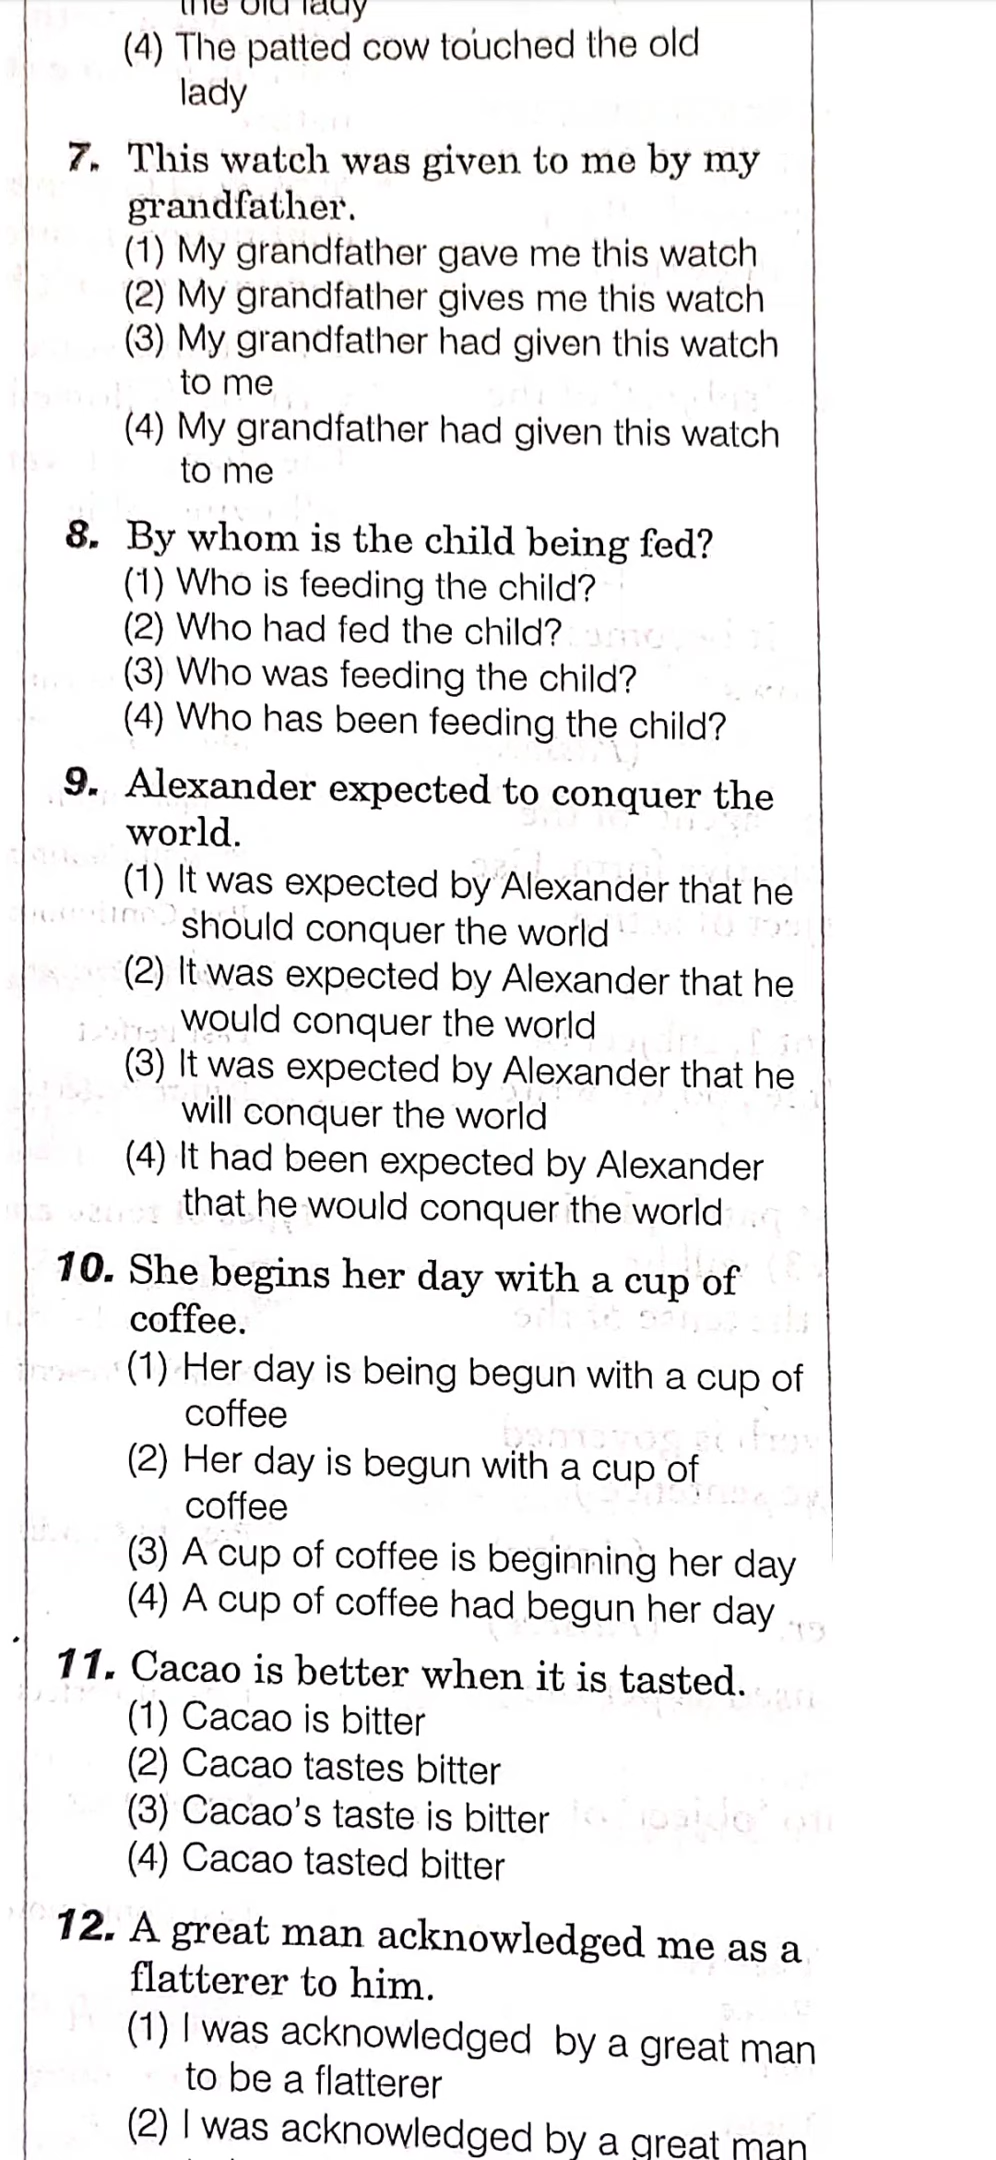 the old lady
(4) The patted cow touched the old
lady
7. This watch was given to me by my
grandfather.
(1) My grandfather gave me this watch
(2) My grandfather gives me this watch
(3) My grandfather had given this watch
to me
(4) My grandfather had given this watch
to me
8. By whom is the child being fed?
(1) Who is feeding the child?
(2) Who had fed the child?
(3) Who was feeding the child?
(4) Who has been feeding the child?
9. Alexander expected to conquer the
world.
(1) It was expected by Alexander that he
should conquer the world
(2) It was expected by Alexander that he
would conquer the world
(3) It was expected by Alexander that he
will conquer the world
(4) It had been expected by Alexander
that he would conquer the world
10. She begins her day with a cup of
coffee.
(1) Her day is being begun with a cup of
coffee
(2) Her day is begun with a cup of
coffee
(3) A cup of coffee is beginning her day
(4) A cup of coffee had begun her day
11. Cacao is better when it is tasted.
(1) Cacao is bitter
(2) Cacao tastes bitter
(3) Cacao's taste is bitter
(4) Cacao tasted bitter
12. A great man acknowledged me as a
flatterer to him.
(1) I was acknowledged by a great man
to be a flatterer
(2) I was acknowledged by a great man